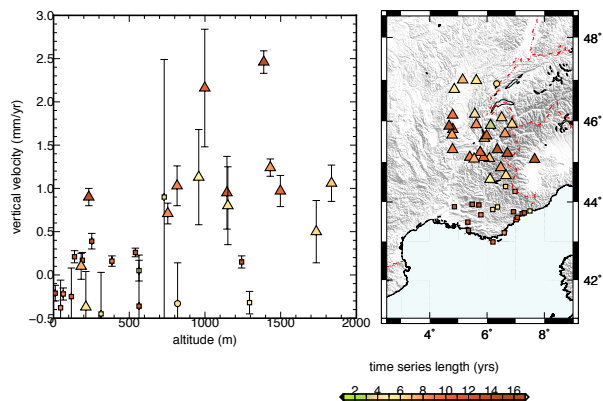 3.0
2.5
2.0
1.5
1.0
0.5
0.0
−0.5
vertical velocity (mm/yr)
0 500 1000 1500 2000
altitude (m)
48°
46°
44°
42°
4° 6° 8°
time series length (yrs)
2 4 6 8 10 12 14 16